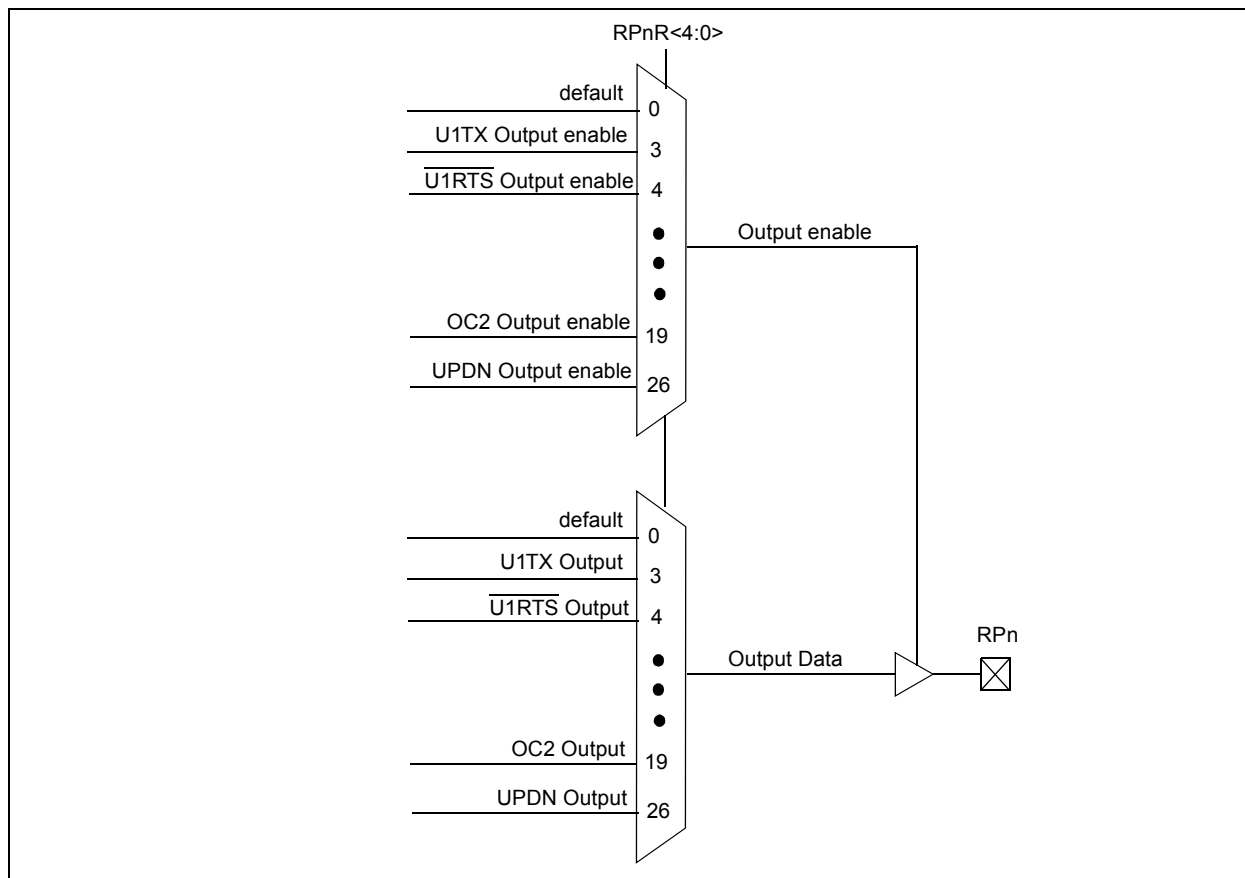 RPnR<4:0>
default
0
U1TX Output enable
3
U1RTS Output enable
4
Output enable
OC2 Output enable
19
UPDN Output enable
26
default
0
U1TX Output
3
U1RTS Output
4
RPn
Output Data
OC2 Output
19
UPDN Output
26